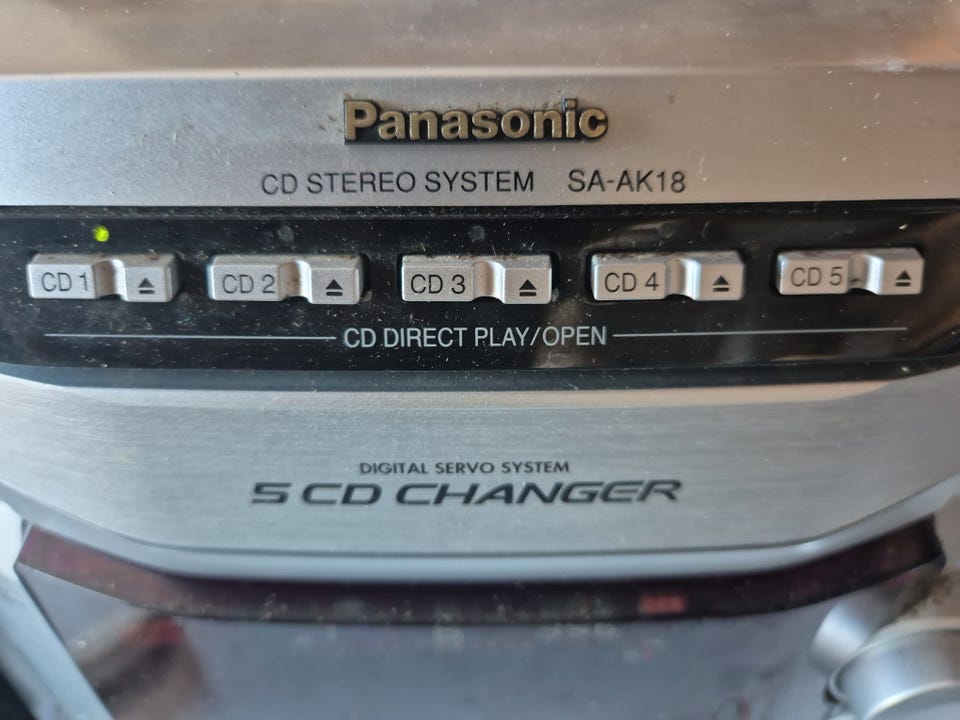 Panasonic
CD STEREO SYSTEM SA-AK18
CD 1 CD 2 CD 3 CD 4 CD 5
CD DIRECT PLAY/OPEN
DIGITAL SERVO SYSTEM
5 CD CHANGER